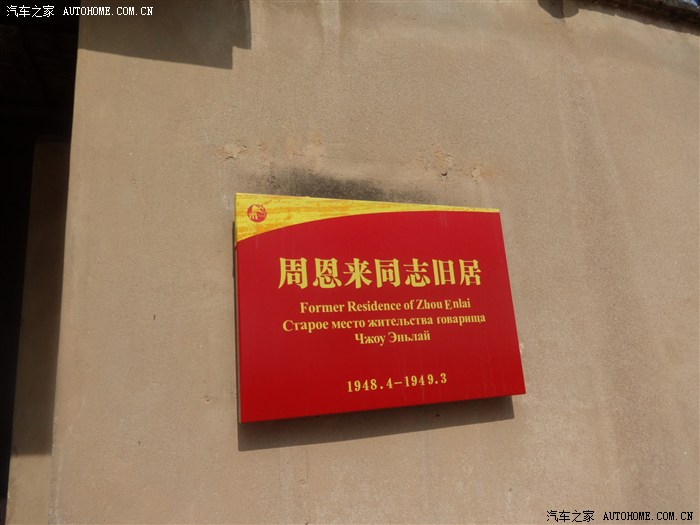 汽车之家 AUTOHOME.COM.CN
周恩来同志旧居
Former Residence of Zhou Enlai
Старое место жительства говарища
Чжоу Эньлай
1948.4－1949.3
汽车之家 AUTOHOME.COM.CN